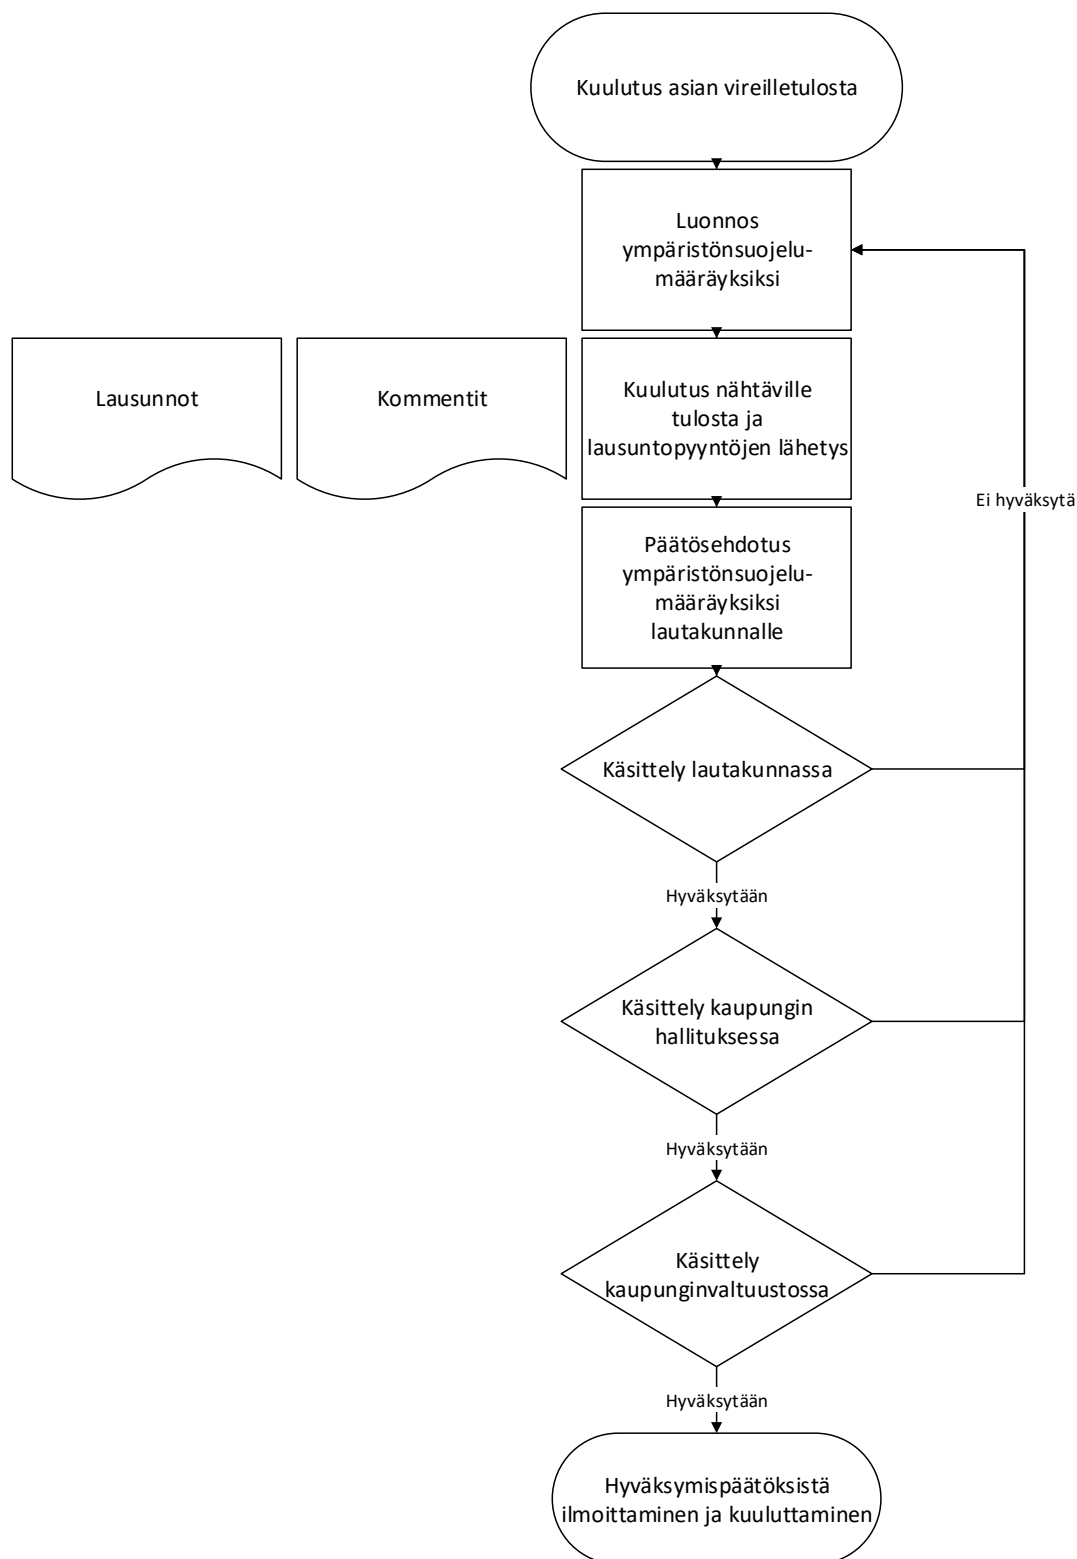 Kuulutus asian vireilletulosta
Luonnos
ympäristönsuojelu-
määräyksiksi
Lausunnot
Kommentit
Kuulutus nähtäville
tulosta ja
lausuntopyyntöjen lähetys
Ei hyväksytä
Päätösehdotus
ympäristönsuojelu-
määräyksiksi
lautakunnalle
Käsittely lautakunnassa
Hyväksytään
Käsittely kaupungin
hallituksessa
Hyväksytään
Käsittely
kaupunginvaltuustossa
Hyväksytään
Hyväksymispäätöksistä
ilmoittaminen ja kuuluttaminen